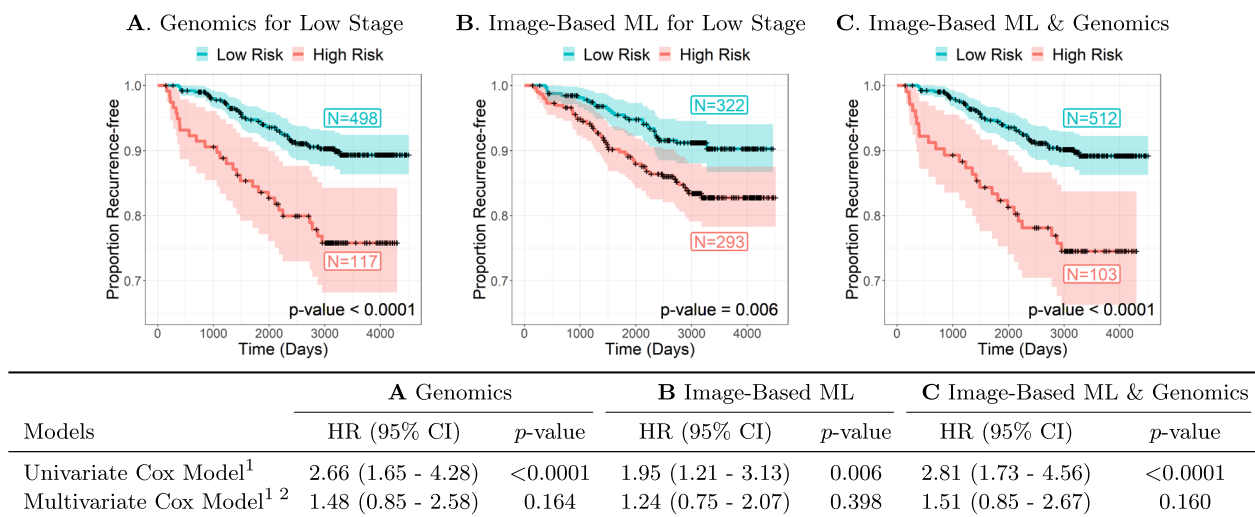 A. Genomics for Low Stage
Low Risk High Risk
Proportion Recurrence-free
1.0
0.9
0.8
0.7
N=498
N=117
p-value < 0.0001
0 1000 2000 3000 4000
Time (Days)
B. Image-Based ML for Low Stage
Low Risk High Risk
Proportion Recurrence-free
1.0
0.9
0.8
0.7
N=322
N=293
p-value = 0.006
0 1000 2000 3000 4000
Time (Days)
C. Image-Based ML & Genomics
Low Risk High Risk
Proportion Recurrence-free
1.0
0.9
0.8
0.7
N=512
N=103
p-value < 0.0001
0 1000 2000 3000 4000
Time (Days)
A Genomics B Image-Based ML C Image-Based ML & Genomics
Models HR (95% CI) p-value HR (95% CI) p-value HR (95% CI) p-value
Univariate Cox Model¹ 2.66 (1.65 - 4.28) <0.0001 1.95 (1.21 - 3.13) 0.006 2.81 (1.73 - 4.56) <0.0001
Multivariate Cox Model¹ ² 1.48 (0.85 - 2.58) 0.164 1.24 (0.75 - 2.07) 0.398 1.51 (0.85 - 2.67) 0.160